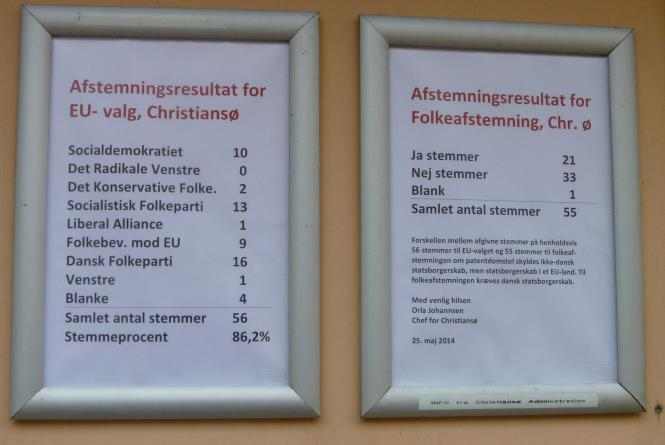 Afstemningsresultat for
EU- valg, Christiansø
Socialdemokratiet 10
Det Radikale Venstre 0
Det Konservative Folke. 2
Socialistisk Folkeparti 13
Liberal Alliance 1
Folkebev. mod EU 9
Dansk Folkeparti 16
Venstre 1
Blanke 4
Samlet antal stemmer 56
Stemmeprocent 86,2%
Afstemningsresultat for
Folkeafstemning, Chr. ø
Ja stemmer 21
Nej stemmer 33
Blank 1
Samlet antal stemmer 55
Forskellen mellem afgivne stemmer på henholdsvis
56 stemmer til EU-valget og 55 stemmer til folkeaf-
stemningen om patentdomstol skyldes ikke-dansk
statsborgerskab, men statsborgerskab i et EU-land. Til
folkeafstemningen kræves dansk statsborgerskab.
Med venlig hilsen
Orla Johannsen
Chef for Christiansø
25. maj 2014
Info fra Christiansø Administration